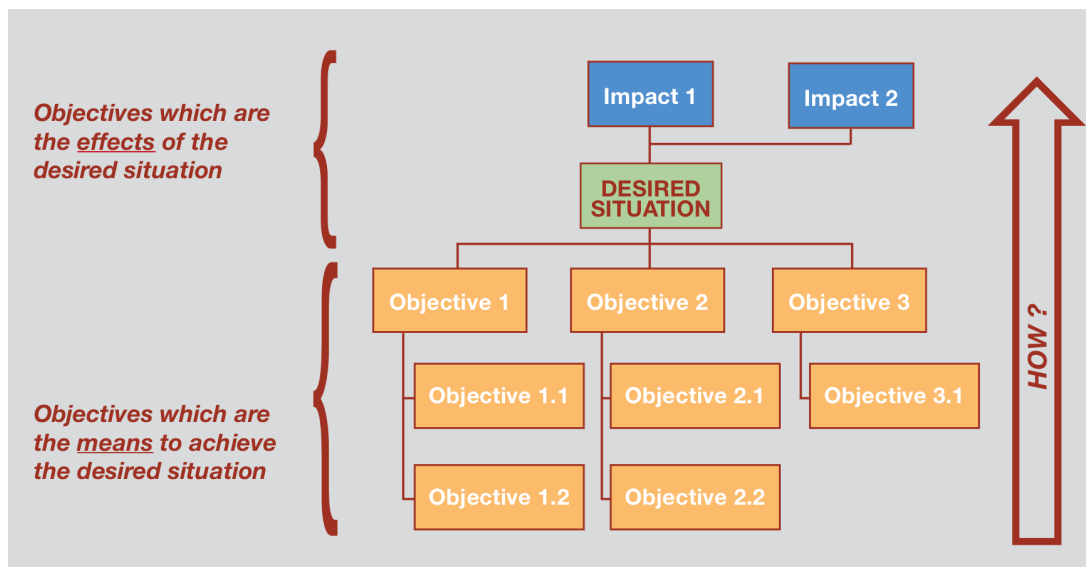 Objectives which are
the effects of the
desired situation
Impact 1
Impact 2
DESIRED
SITUATION
Objective 1
Objective 2
Objective 3
Objective 1.1
Objective 2.1
Objective 3.1
Objectives which are
the means to achieve
the desired situation
Objective 1.2
Objective 2.2
HOW ?